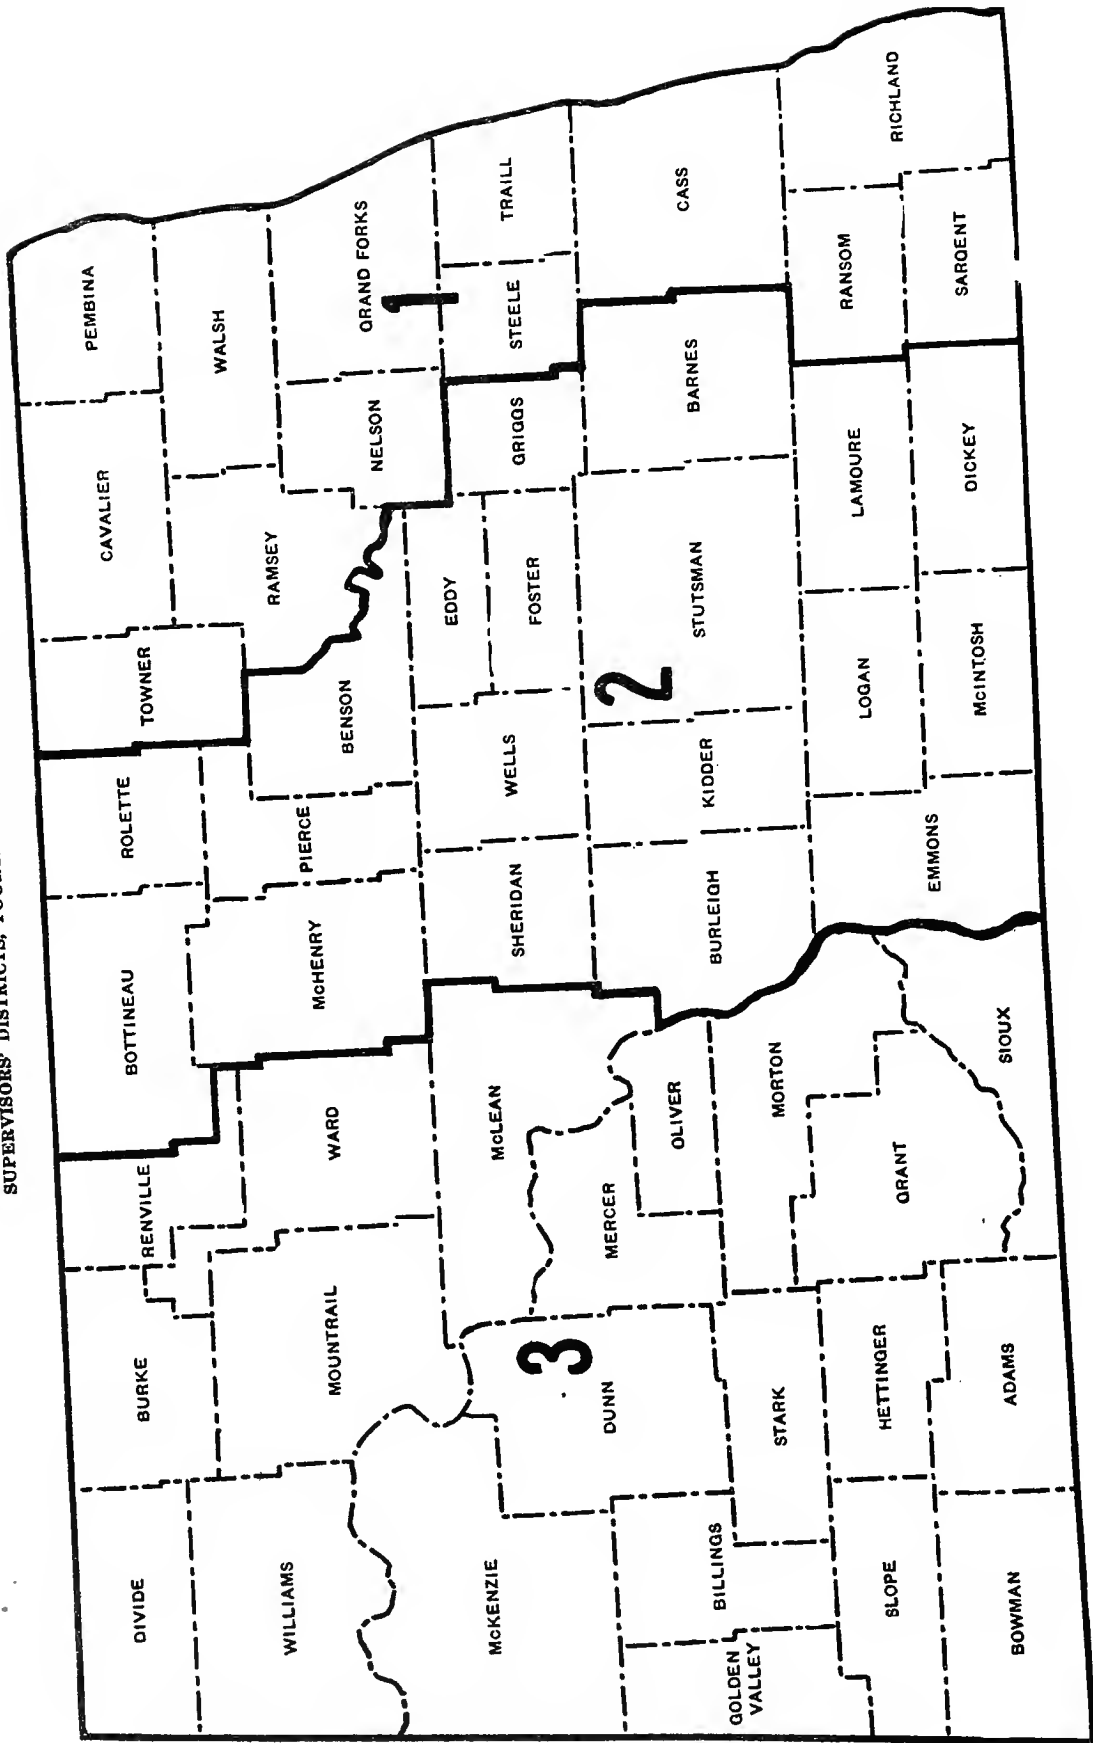 SUPERVISORS' DISTRICTS,
DIVIDE
BURKE
RENVILLE
BOTTINEAU
ROLETTE
TOWNER
CAVALIER
PEMBINA
WILLIAMS
MOUNTRAIL
WARD
McHENRY
PIERCE
BENSON
RAMSEY
WALSH
NELSON
GRAND FORKS
1
McKENZIE
DUNN
3
MERCER
McLEAN
OLIVER
SHERIDAN
WELLS
EDDY
FOSTER
GRIGGS
STEELE
TRAILL
GOLDEN
VALLEY
BILLINGS
STARK
MORTON
BURLEIGH
KIDDER
2
STUTSMAN
BARNES
CASS
SLOPE
HETTINGER
GRANT
EMMONS
LOGAN
LAMOURE
RANSOM
RICHLAND
BOWMAN
ADAMS
SIOUX
McINTOSH
DICKEY
SARGENT